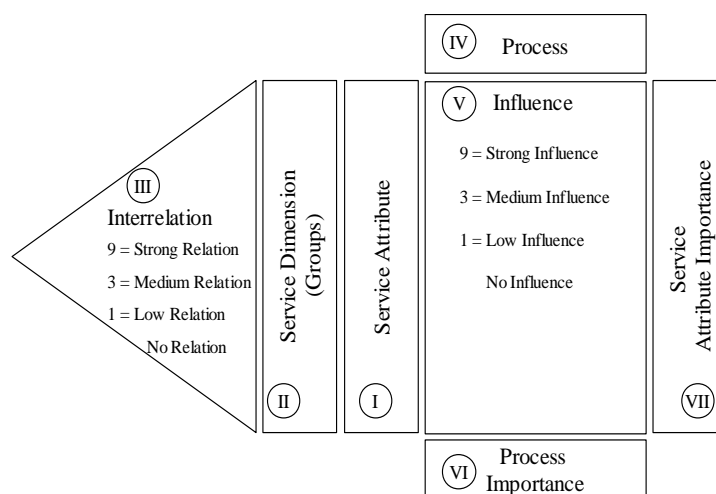 IV Process
V Influence
9 = Strong Influence
3 = Medium Influence
1 = Low Influence
No Influence
III
Interrelation
9 = Strong Relation
3 = Medium Relation
1 = Low Relation
No Relation
Service Dimension
(Groups)
II
Service Attribute
I
Service
Attribute Importance
VII
VI Process
Importance